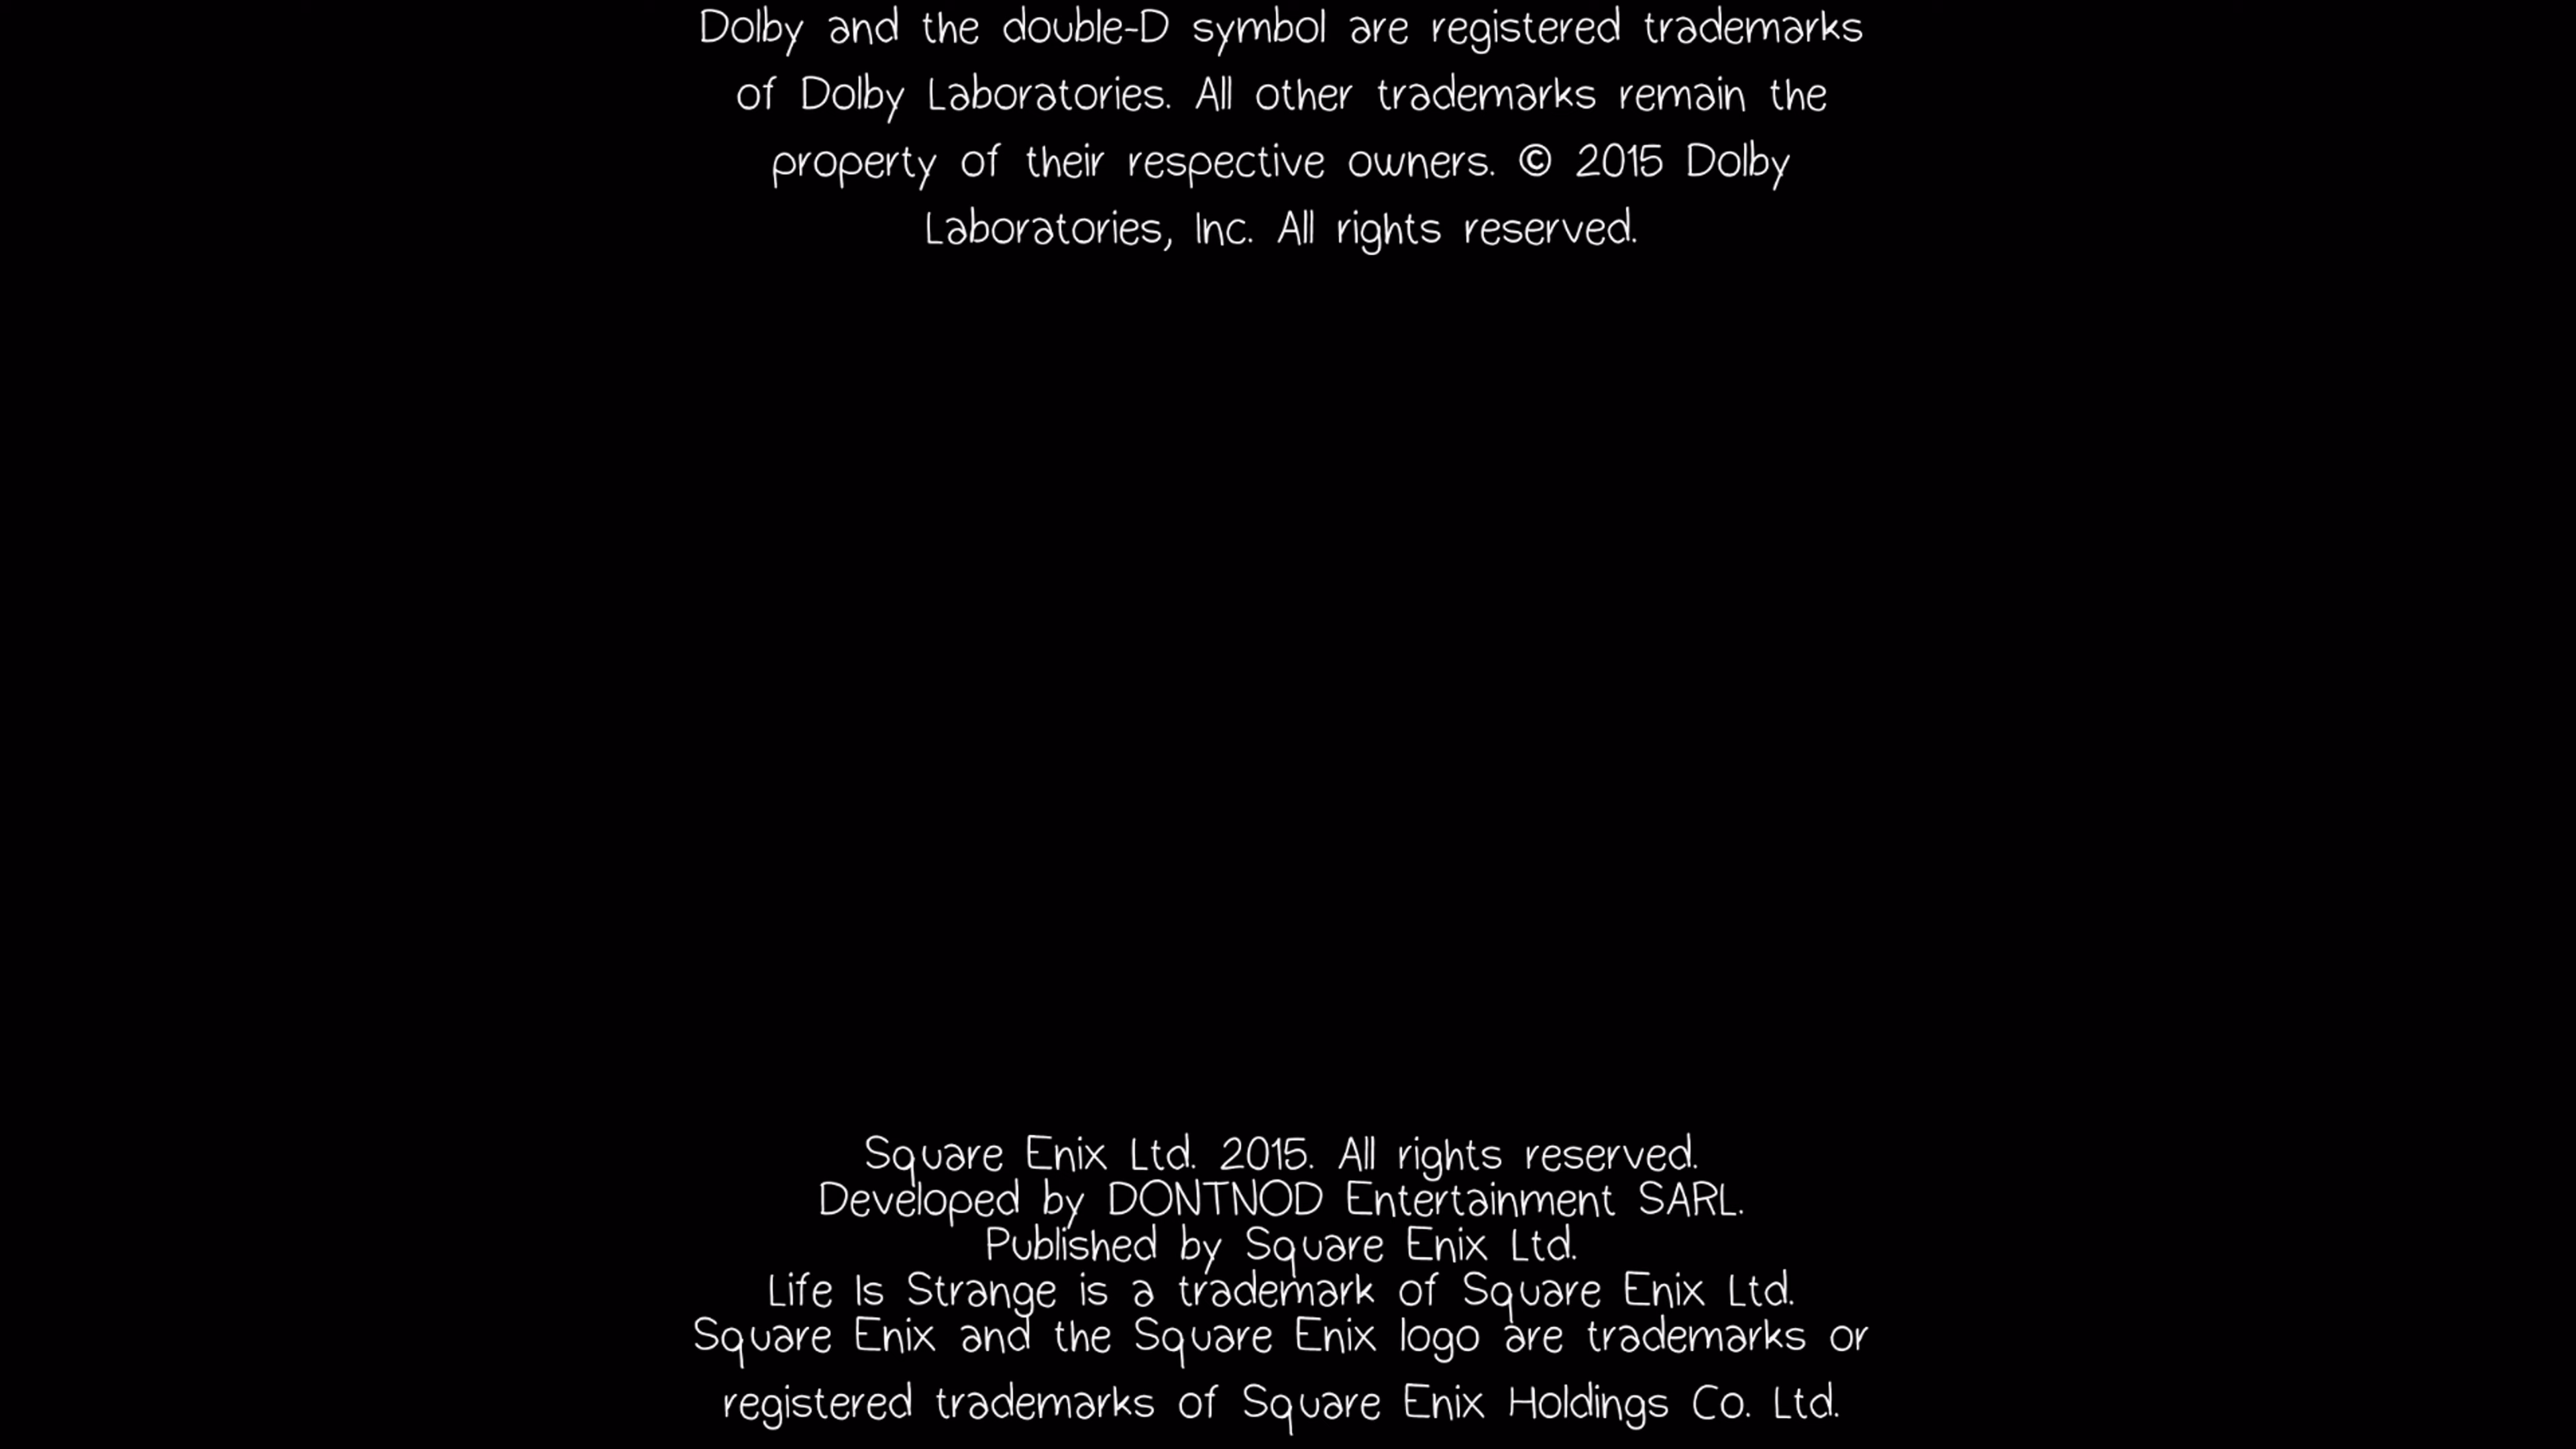 Dolby and the double-D symbol are registered trademarks
of Dolby Laboratories. All other trademarks remain the
property of their respective owners. © 2015 Dolby
Laboratories, Inc. All rights reserved.
Square Enix Ltd. 2015. All rights reserved.
Developed by DONTNOD Entertainment SARL.
Published by Square Enix Ltd.
Life Is Strange is a trademark of Square Enix Ltd.
Square Enix and the Square Enix logo are trademarks or
registered trademarks of Square Enix Holdings Co. Ltd.